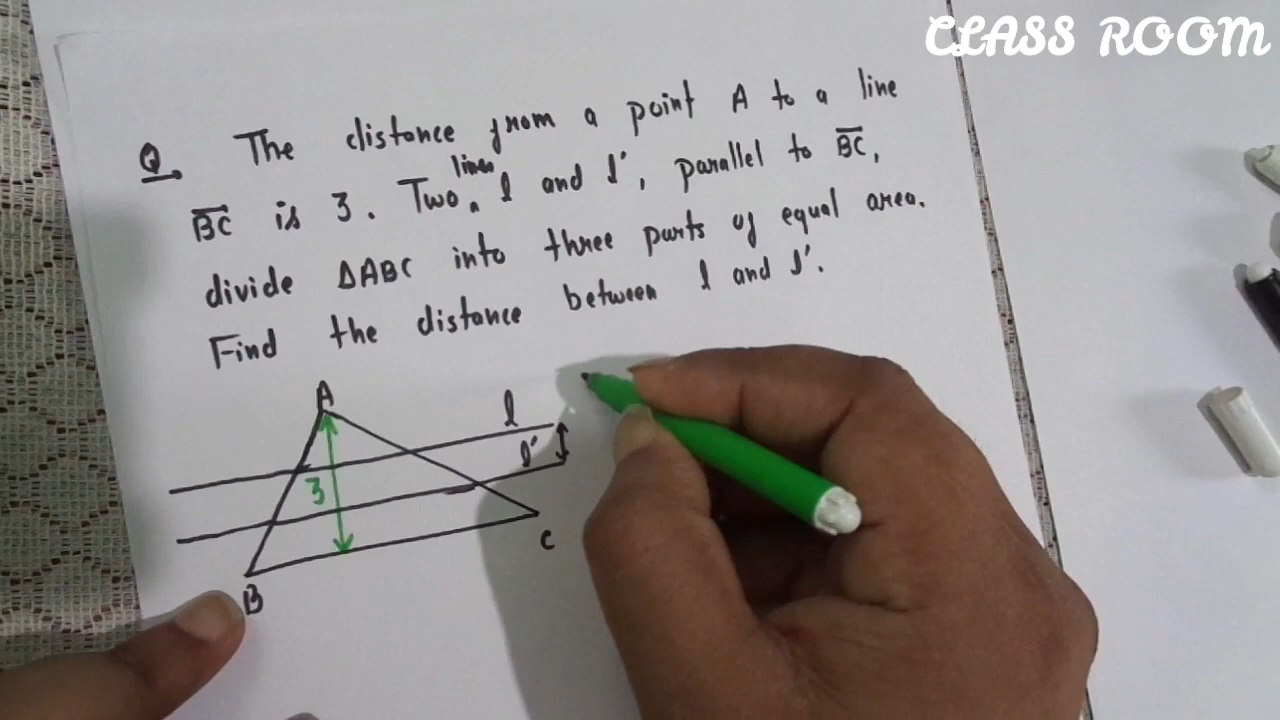 CLASS ROOM
Q. The distance from a point A to a line
BC is 3. Two lines l and l', parallel to BC,
divide ΔABC into three parts of equal area.
Find the distance between l and l'.
A
l
l'
3
C
B